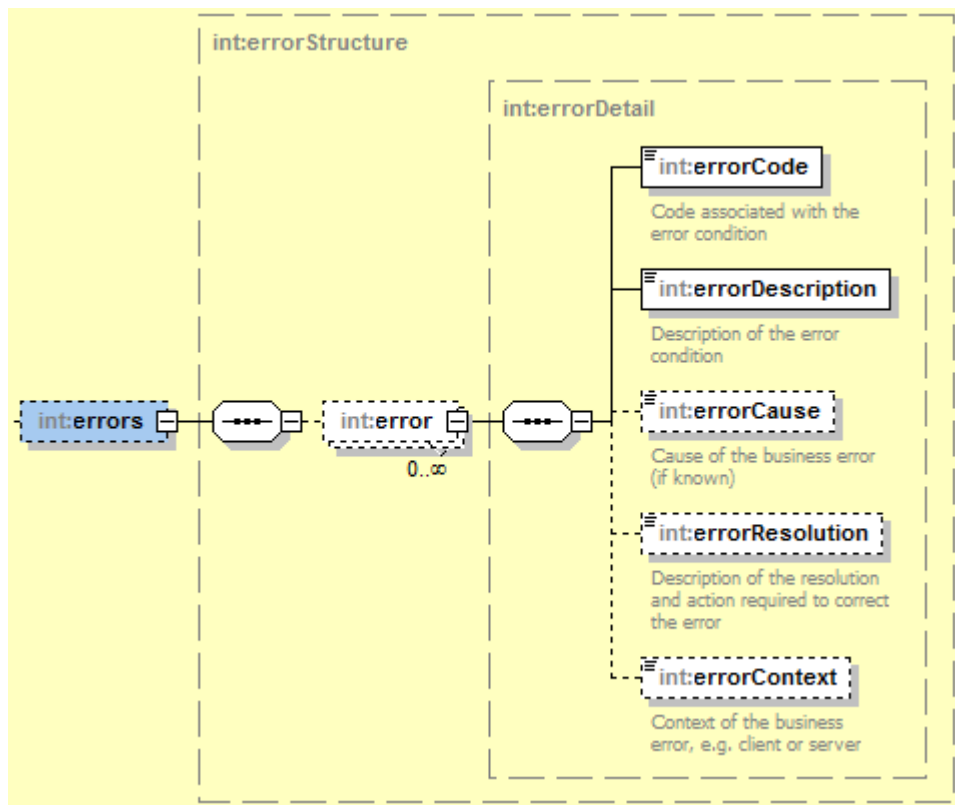 int:errorStructure
int:errorDetail
int:errorCode
Code associated with the
error condition
int:errorDescription
Description of the error
condition
int:errors
int:error
0..∞
int:errorCause
Cause of the business error
(if known)
int:errorResolution
Description of the resolution
and action required to correct
the error
int:errorContext
Context of the business
error, e.g. client or server